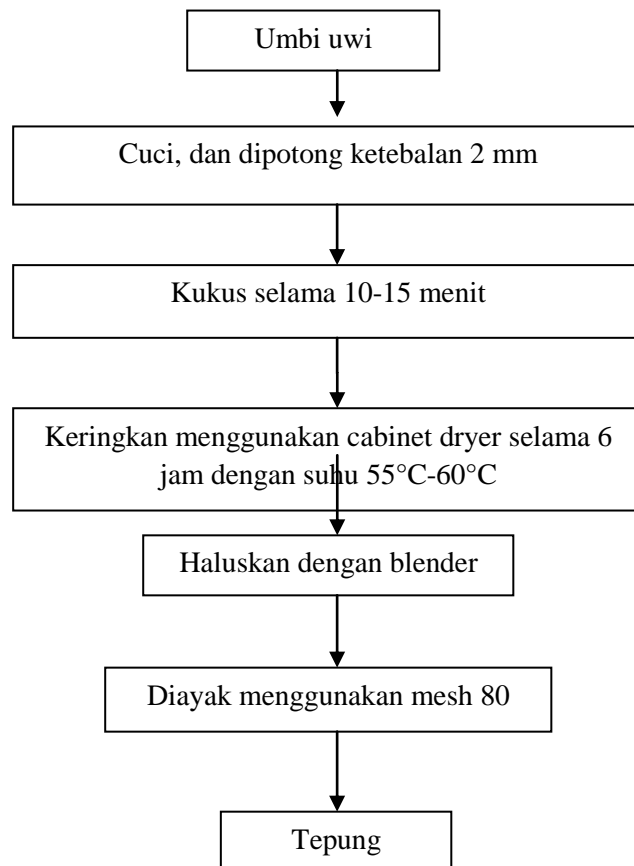 Umbi uwi
Cuci, dan dipotong ketebalan 2 mm
Kukus selama 10-15 menit
Keringkan menggunakan cabinet dryer selama 6
jam dengan suhu 55°C-60°C
Haluskan dengan blender
Diayak menggunakan mesh 80
Tepung